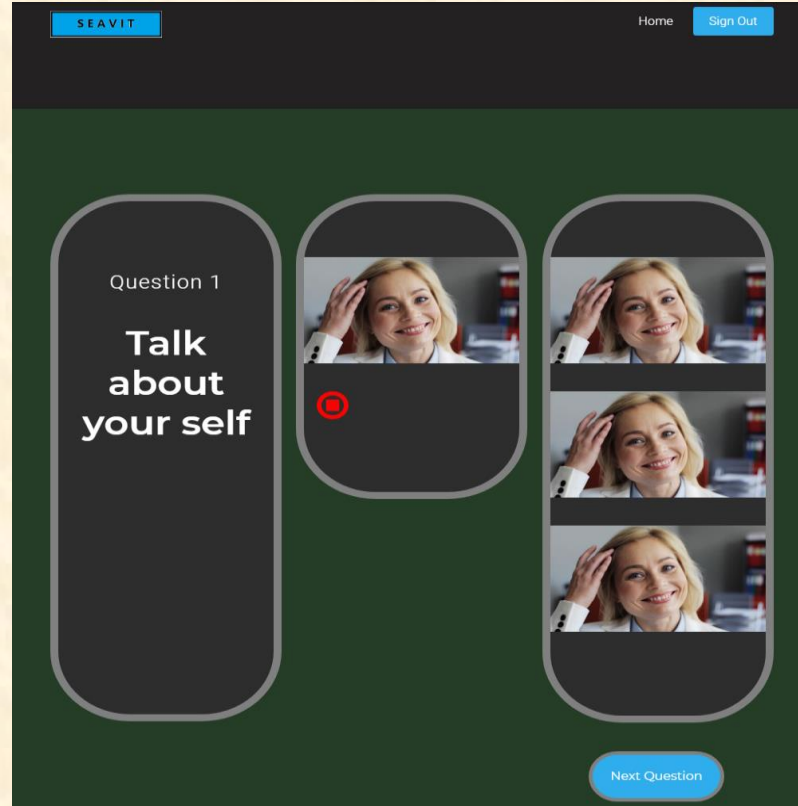 SEAVIT
Home
Sign Out
Question 1
Talk
about
your self
Next Question